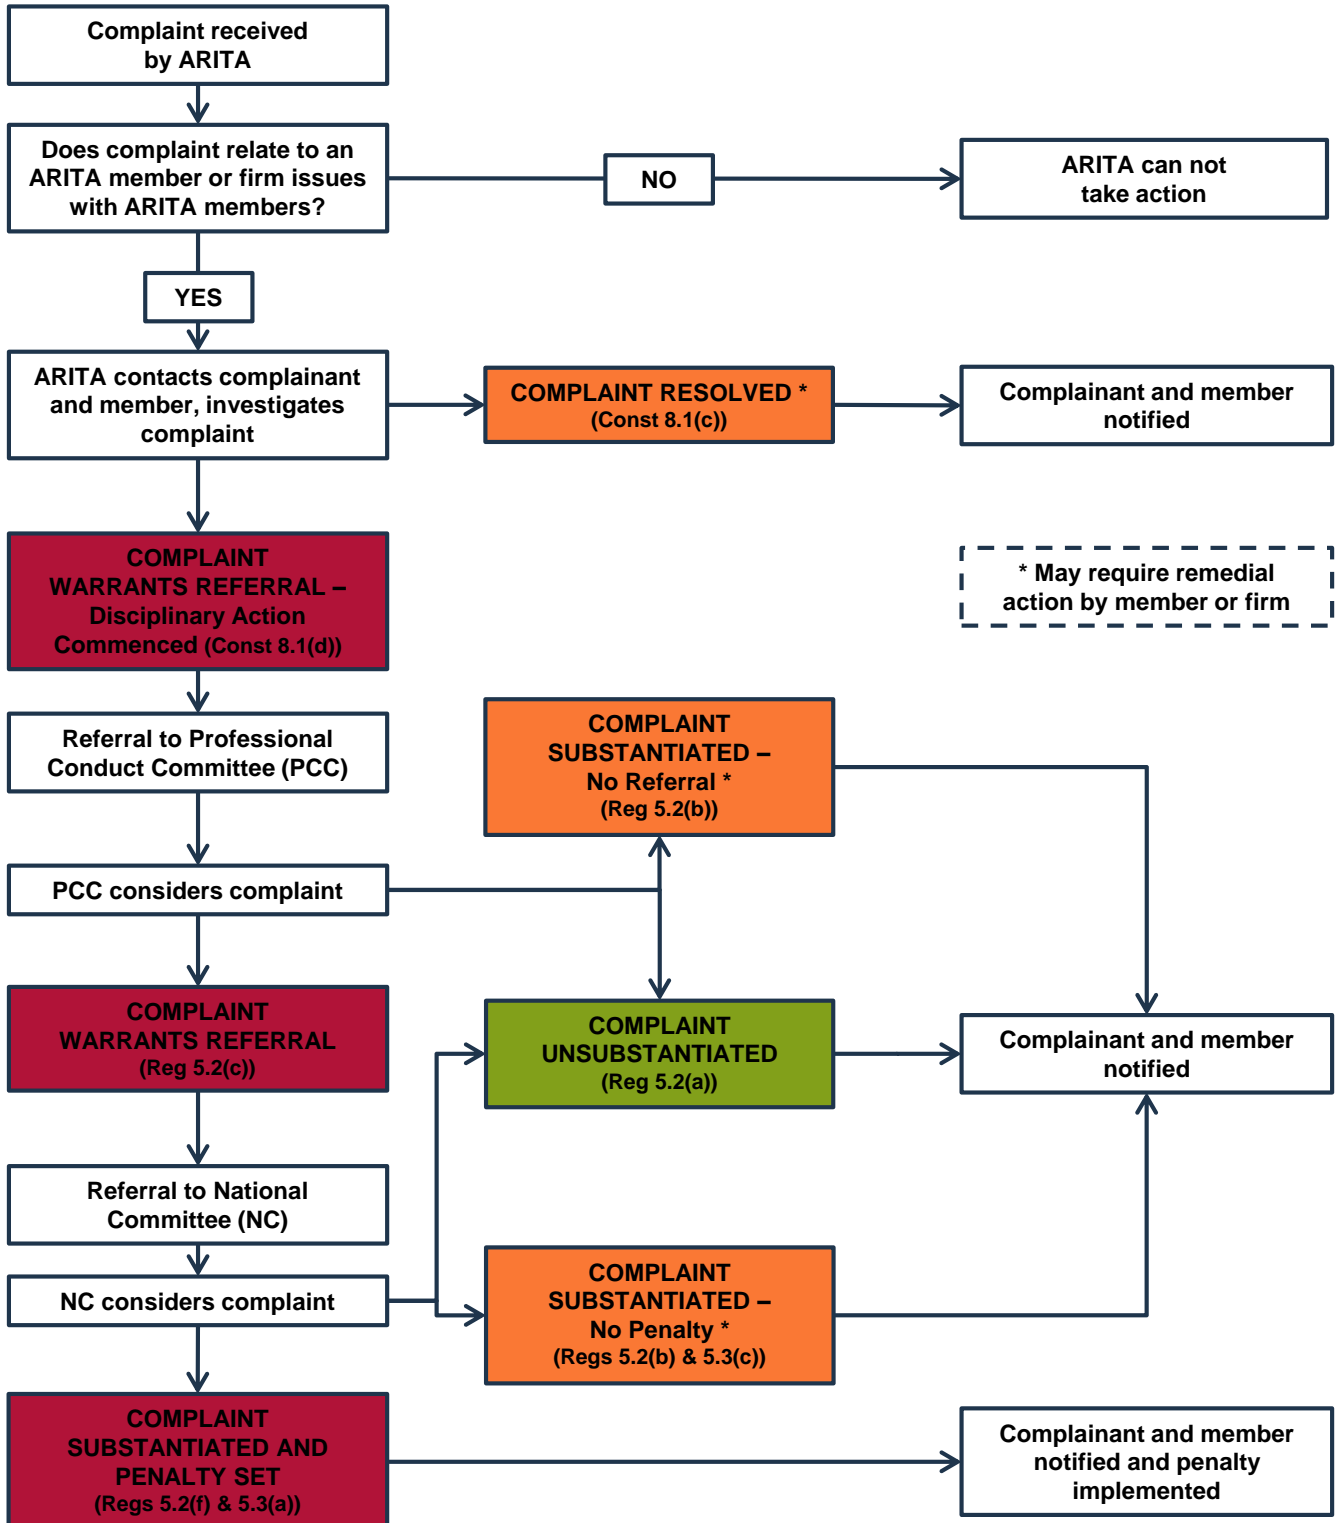 Complaint received
by ARITA
Does complaint relate to an
ARITA member or firm issues
with ARITA members?
NO
ARITA can not
take action
YES
ARITA contacts complainant
and member, investigates
complaint
COMPLAINT RESOLVED *
(Const 8.1(c))
Complainant and member
notified
COMPLAINT
WARRANTS REFERRAL –
Disciplinary Action
Commenced (Const 8.1(d))
* May require remedial
action by member or firm
Referral to Professional
Conduct Committee (PCC)
COMPLAINT
SUBSTANTIATED –
No Referral *
(Reg 5.2(b))
PCC considers complaint
COMPLAINT
WARRANTS REFERRAL
(Reg 5.2(c))
COMPLAINT
UNSUBSTANTIATED
(Reg 5.2(a))
Complainant and member
notified
Referral to National
Committee (NC)
NC considers complaint
COMPLAINT
SUBSTANTIATED –
No Penalty *
(Regs 5.2(b) & 5.3(c))
COMPLAINT
SUBSTANTIATED AND
PENALTY SET
(Regs 5.2(f) & 5.3(a))
Complainant and member
notified and penalty
implemented